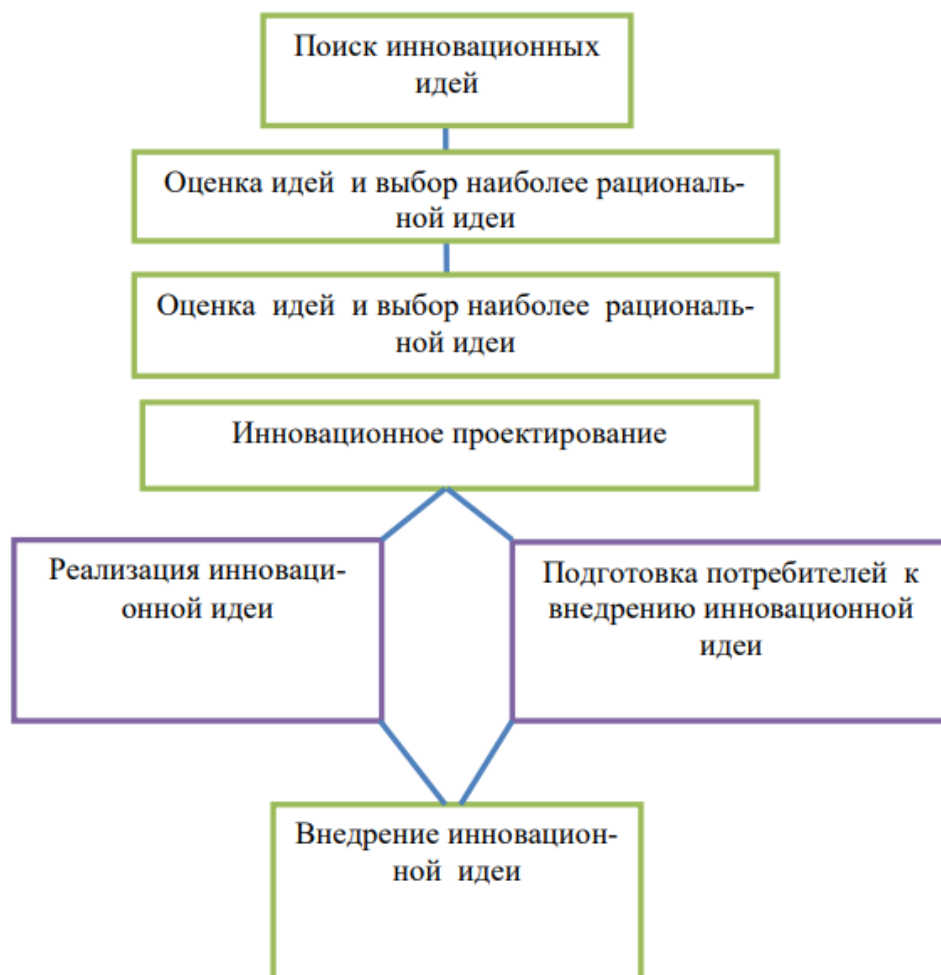 Поиск инновационных
идей
Оценка идей и выбор наиболее рациональ-
ной идеи
Оценка идей и выбор наиболее рациональ-
ной идеи
Инновационное проектирование
Реализация инноваци-
онной идеи
Подготовка потребителей к
внедрению инновационной
идеи
Внедрение инновацион-
ной идеи